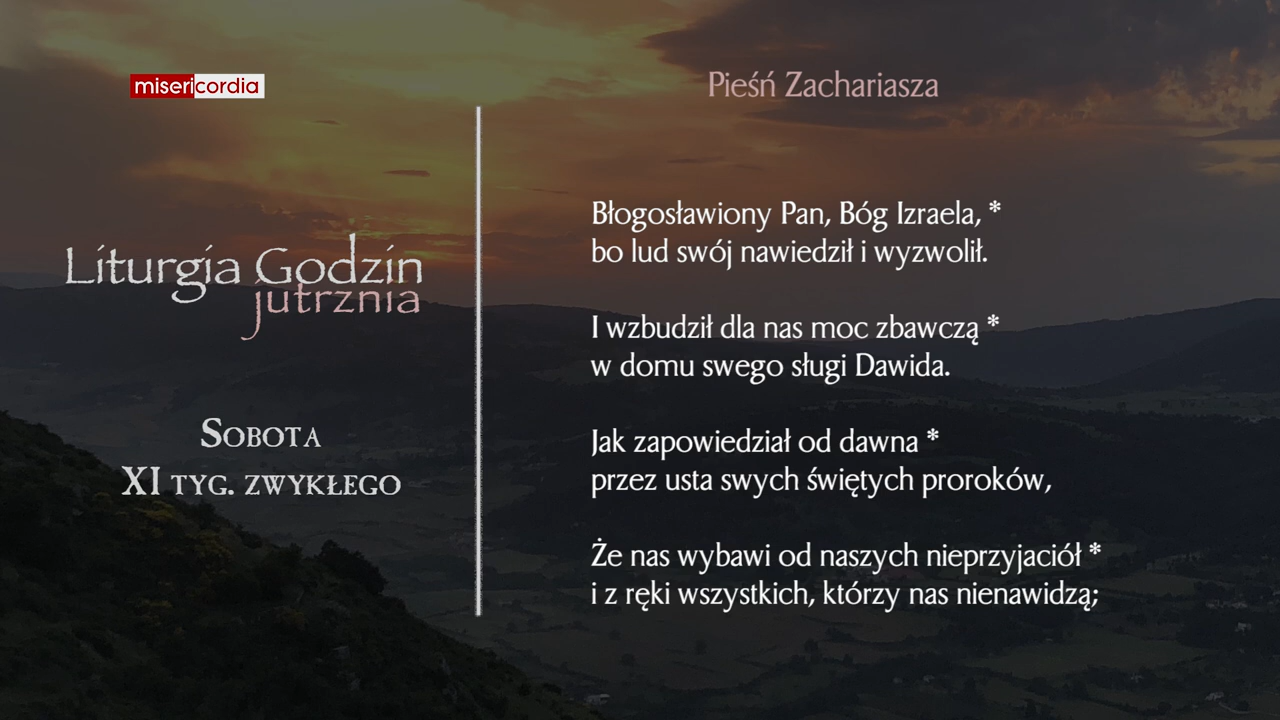 misericordia
Liturgia Godzin
jutrznia
Sobota
XI tyg. zwykłego
Pieśń Zachariasza
Błogosławiony Pan, Bóg Izraela, *
bo lud swój nawiedził i wyzwolił.
I wzbudził dla nas moc zbawczą *
w domu swego sługi Dawida.
Jak zapowiedział od dawna *
przez usta swych świętych proroków,
Że nas wybawi od naszych nieprzyjaciół *
i z ręki wszystkich, którzy nas nienawidzą;